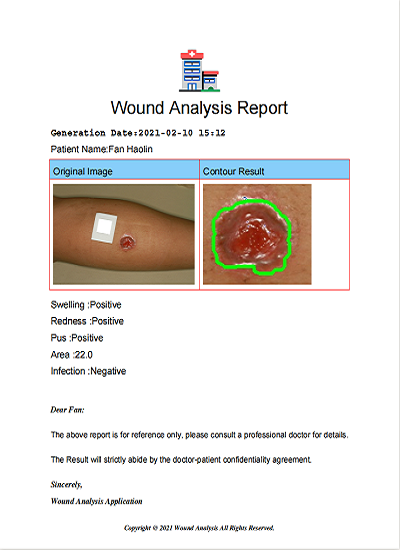 Wound Analysis Report
Generation Date:2021-02-10 15:12
Patient Name:Fan Haolin
Original Image Contour Result
Swelling :Positive
Redness :Positive
Pus :Positive
Area :22.0
Infection :Negative
Dear Fan:
The above report is for reference only, please consult a professional doctor for details.
The Result will strictly abide by the doctor-patient confidentiality agreement.
Sincerely,
Wound Analysis Application
Copyright © 2021 Wound Analysis All Rights Reserved.